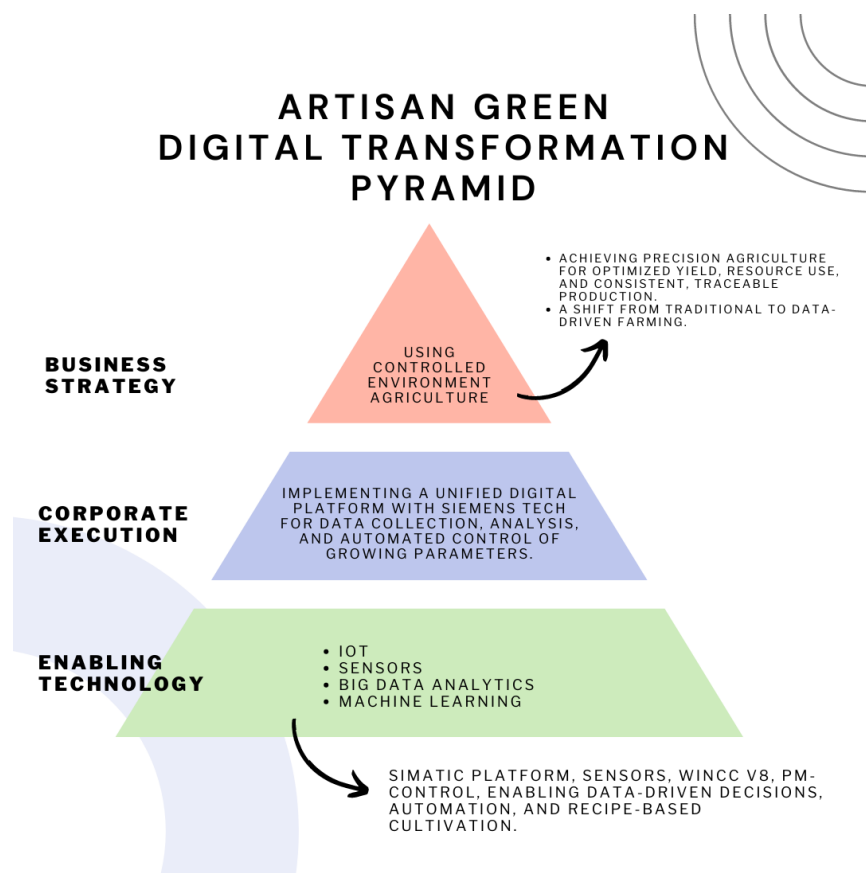 ARTISAN GREEN
DIGITAL TRANSFORMATION
PYRAMID
• ACHIEVING PRECISION AGRICULTURE
FOR OPTIMIZED YIELD, RESOURCE USE,
AND CONSISTENT, TRACEABLE
PRODUCTION.
• A SHIFT FROM TRADITIONAL TO DATA-
DRIVEN FARMING.
BUSINESS
STRATEGY
USING
CONTROLLED
ENVIRONMENT
AGRICULTURE
CORPORATE
EXECUTION
IMPLEMENTING A UNIFIED DIGITAL
PLATFORM WITH SIEMENS TECH
FOR DATA COLLECTION, ANALYSIS,
AND AUTOMATED CONTROL OF
GROWING PARAMETERS.
ENABLING
TECHNOLOGY
• IOT
• SENSORS
• BIG DATA ANALYTICS
• MACHINE LEARNING
SIMATIC PLATFORM, SENSORS, WINCC V8, PM-
CONTROL, ENABLING DATA-DRIVEN DECISIONS,
AUTOMATION, AND RECIPE-BASED
CULTIVATION.